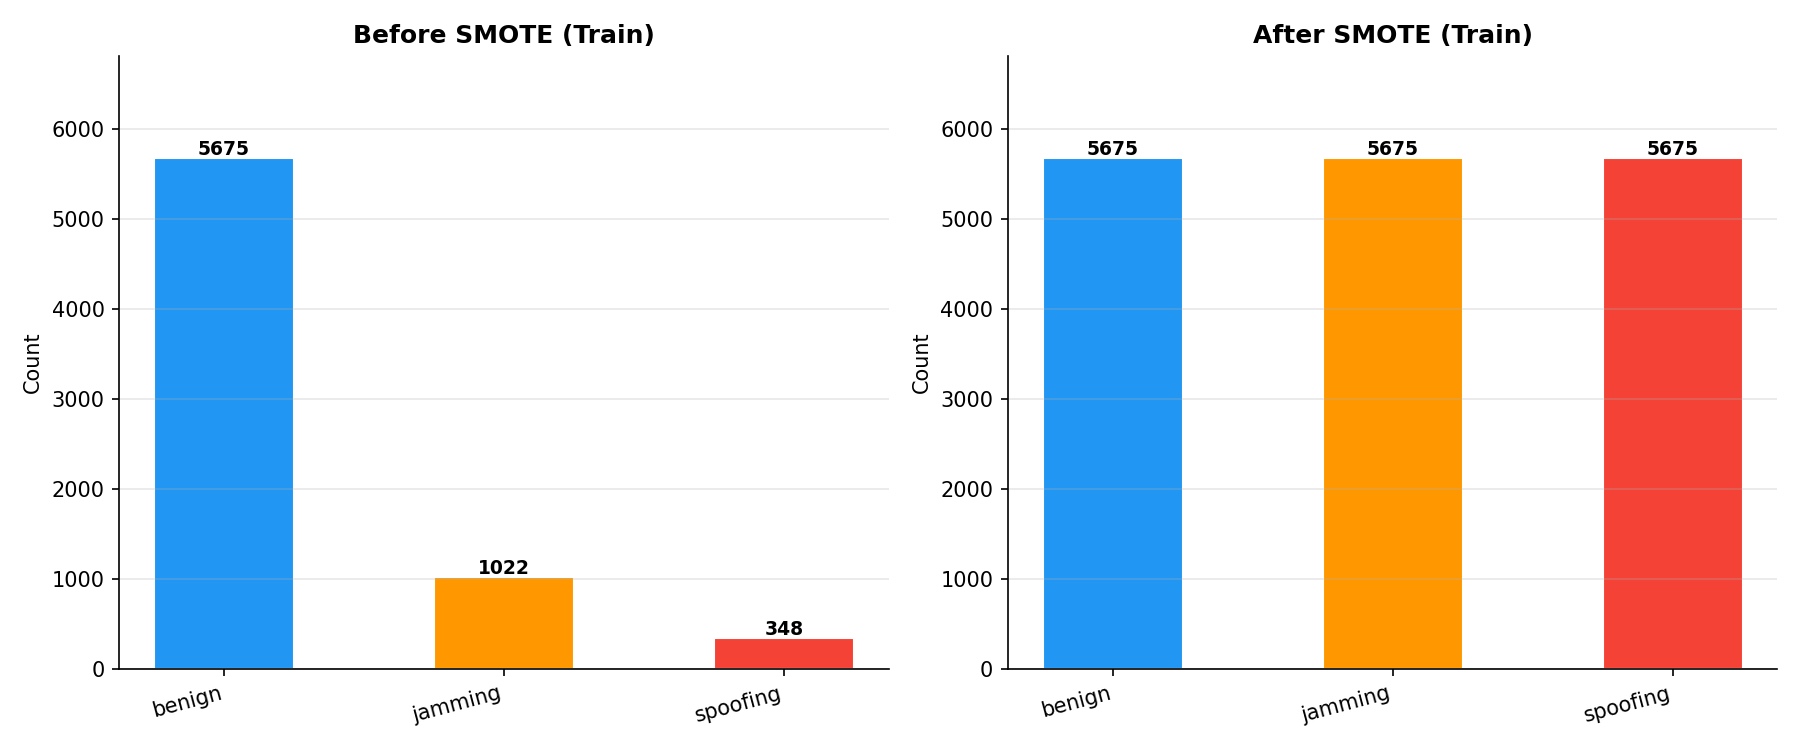 Before SMOTE (Train)
Count
6000
5000
4000
3000
2000
1000
0
5675
1022
348
benign
jamming
spoofing
After SMOTE (Train)
Count
6000
5000
4000
3000
2000
1000
0
5675
5675
5675
benign
jamming
spoofing